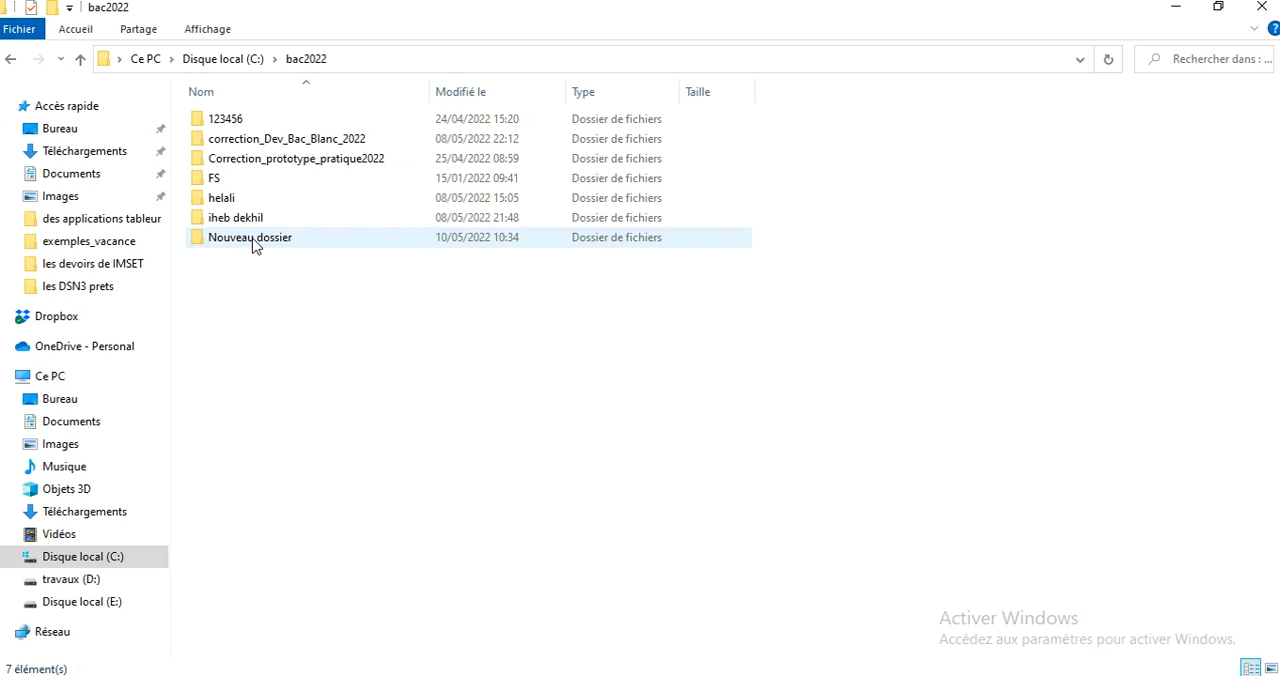 bac2022
Fichier Accueil Partage Affichage
Ce PC > Disque local (C:) > bac2022
Rechercher dans : ...
Accès rapide
Bureau
Téléchargements
Documents
Images
des applications tableur
exemples_vacance
les devoirs de IMSET
les DSN3 prets
Dropbox
OneDrive - Personal
Ce PC
Bureau
Documents
Images
Musique
Objets 3D
Téléchargements
Vidéos
Disque local (C:)
travaux (D:)
Disque local (E:)
Réseau
Nom Modifié le Type Taille
123456 24/04/2022 15:20 Dossier de fichiers
correction_Dev_Bac_Blanc_2022 08/05/2022 22:12 Dossier de fichiers
Correction_prototype_pratique2022 25/04/2022 08:59 Dossier de fichiers
FS 15/01/2022 09:41 Dossier de fichiers
helali 08/05/2022 15:05 Dossier de fichiers
iheb dekhil 08/05/2022 21:48 Dossier de fichiers
Nouveau dossier 10/05/2022 10:34 Dossier de fichiers
Activer Windows
Accédez aux paramètres pour activer Windows.
7 élément(s)